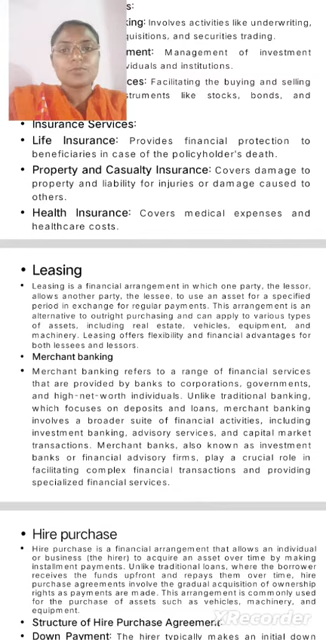 s:
king: Involves activities like underwriting,
quisitions, and securities trading.
ment: Management of investment
viduals and institutions.
ces: Facilitating the buying and selling
struments like stocks, bonds, and
• Insurance Services:
• Life Insurance: Provides financial protection to
beneficiaries in case of the policyholder's death.
• Property and Casualty Insurance: Covers damage to
property and liability for injuries or damage caused to
others.
• Health Insurance: Covers medical expenses and
healthcare costs.
• Leasing
• Leasing is a financial arrangement in which one party, the lessor,
allows another party, the lessee, to use an asset for a specified
period in exchange for regular payments. This arrangement is an
alternative to outright purchasing and can apply to various types
of assets, including real estate, vehicles, equipment, and
machinery. Leasing offers flexibility and financial advantages for
both lessees and lessors.
• Merchant banking
• Merchant banking refers to a range of financial services
that are provided by banks to corporations, governments,
and high-net-worth individuals. Unlike traditional banking,
which focuses on deposits and loans, merchant banking
involves a broader suite of financial activities, including
investment banking, advisory services, and capital market
transactions. Merchant banks, also known as investment
banks or financial advisory firms, play a crucial role in
facilitating complex financial transactions and providing
specialized financial services.
• Hire purchase
• Hire purchase is a financial arrangement that allows an individual
or business (the hirer) to acquire an asset over time by making
installment payments. Unlike traditional loans, where the borrower
receives the funds upfront and repays them over time, hire
purchase agreements involve the gradual acquisition of ownership
rights as payments are made. This arrangement is commonly used
for the purchase of assets such as vehicles, machinery, and
equipment.
• Structure of Hire Purchase Agreement:
• Down Payment: The hirer typically makes an initial down
XRecorder